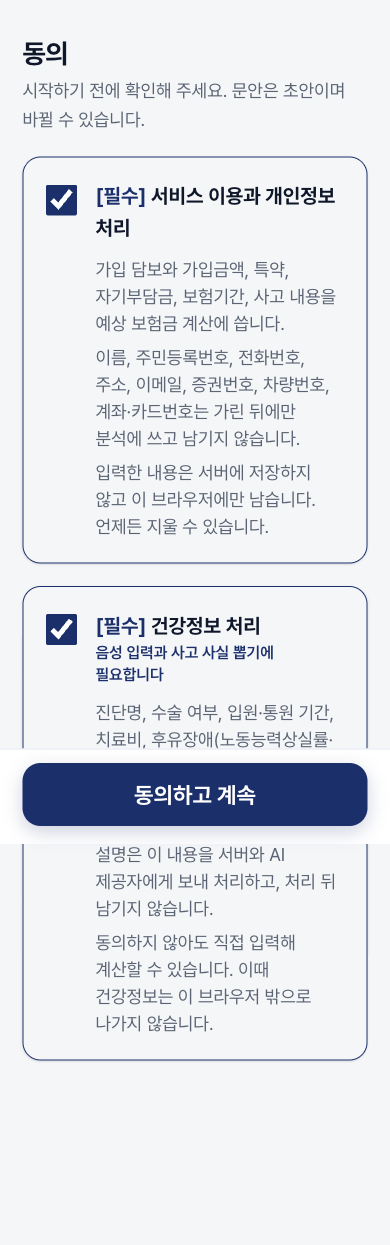 동의
시작하기 전에 확인해 주세요. 문안은 초안이며
바뀔 수 있습니다.
[필수] 서비스 이용과 개인정보
처리
가입 담보와 가입금액, 특약,
자기부담금, 보험기간, 사고 내용을
예상 보험금 계산에 씁니다.
이름, 주민등록번호, 전화번호,
주소, 이메일, 증권번호, 차량번호,
계좌·카드번호는 가린 뒤에만
분석에 쓰고 남기지 않습니다.
입력한 내용은 서버에 저장하지
않고 이 브라우저에만 남습니다.
언제든 지울 수 있습니다.
[필수] 건강정보 처리
음성 입력과 사고 사실 뽑기에
필요합니다
진단명, 수술 여부, 입원·통원 기간,
치료비, 후유장애(노동능력상실률·
동의하고 계속
설명은 이 내용을 서버와 AI
제공자에게 보내 처리하고, 처리 뒤
남기지 않습니다.
동의하지 않아도 직접 입력해
계산할 수 있습니다. 이때
건강정보는 이 브라우저 밖으로
나가지 않습니다.